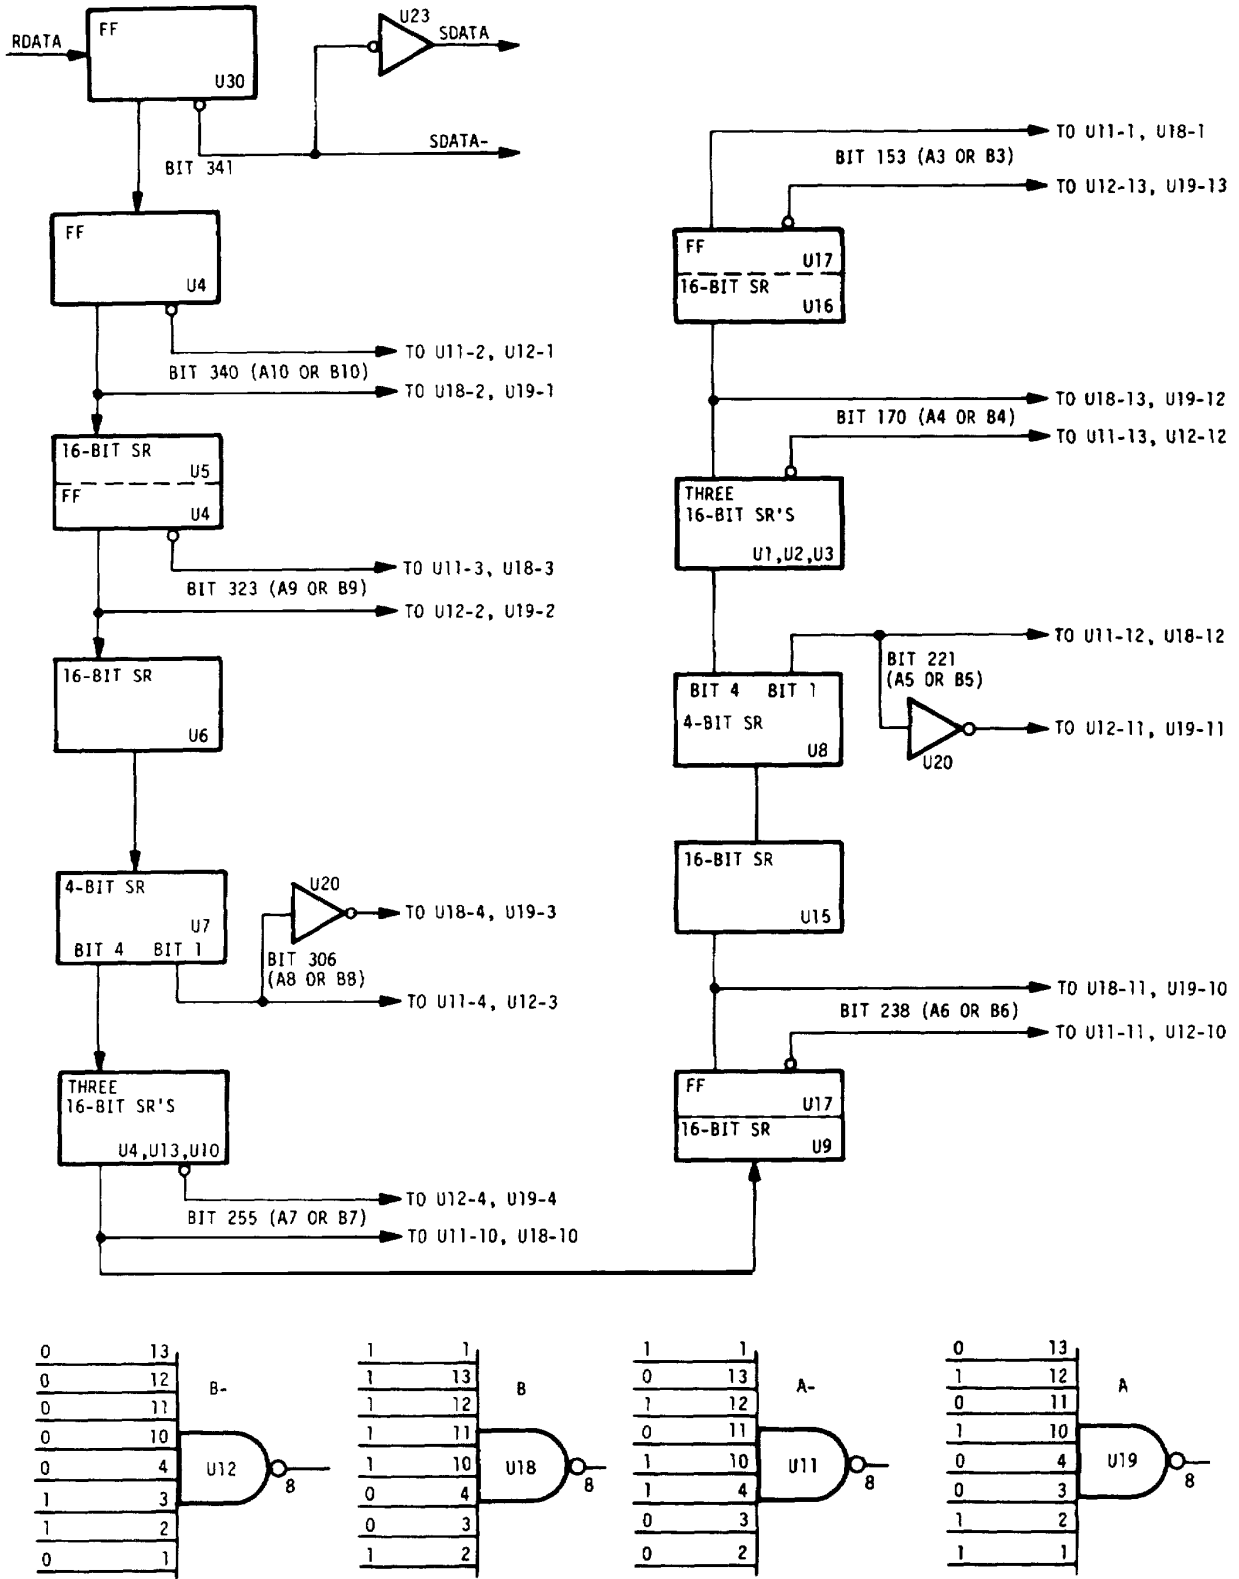 RDATA
FF
U30
U23
SDATA
SDATA-
BIT 341
FF
U4
TO U11-2, U12-1
BIT 340 (A10 OR B10)
TO U18-2, U19-1
16-BIT SR
U5
FF
U4
TO U11-3, U18-3
BIT 323 (A9 OR B9)
TO U12-2, U19-2
16-BIT SR
U6
4-BIT SR
U7
BIT 4 BIT 1
U20
TO U18-4, U19-3
BIT 306
(A8 OR B8)
TO U11-4, U12-3
THREE
16-BIT SR'S
U4,U13,U10
TO U12-4, U19-4
BIT 255 (A7 OR B7)
TO U11-10, U18-10
TO U11-1, U18-1
BIT 153 (A3 OR B3)
TO U12-13, U19-13
FF
U17
16-BIT SR
U16
TO U18-13, U19-12
BIT 170 (A4 OR B4)
TO U11-13, U12-12
THREE
16-BIT SR'S
U1,U2,U3
TO U11-12, U18-12
BIT 221
(A5 OR B5)
BIT 4 BIT 1
4-BIT SR
U8
TO U12-11, U19-11
U20
16-BIT SR
U15
TO U18-11, U19-10
BIT 238 (A6 OR B6)
TO U11-11, U12-10
FF
U17
16-BIT SR
U9
0 13
0 12
0 11
0 10
0 4
1 3
1 2
0 1
B-
U12
8
1 1
1 13
1 12
1 11
1 10
0 4
0 3
1 2
B
U18
8
1 1
0 13
1 12
0 11
1 10
1 4
0 3
0 2
A-
U11
8
0 13
1 12
0 11
1 10
0 4
0 3
1 2
1 1
A
U19
8